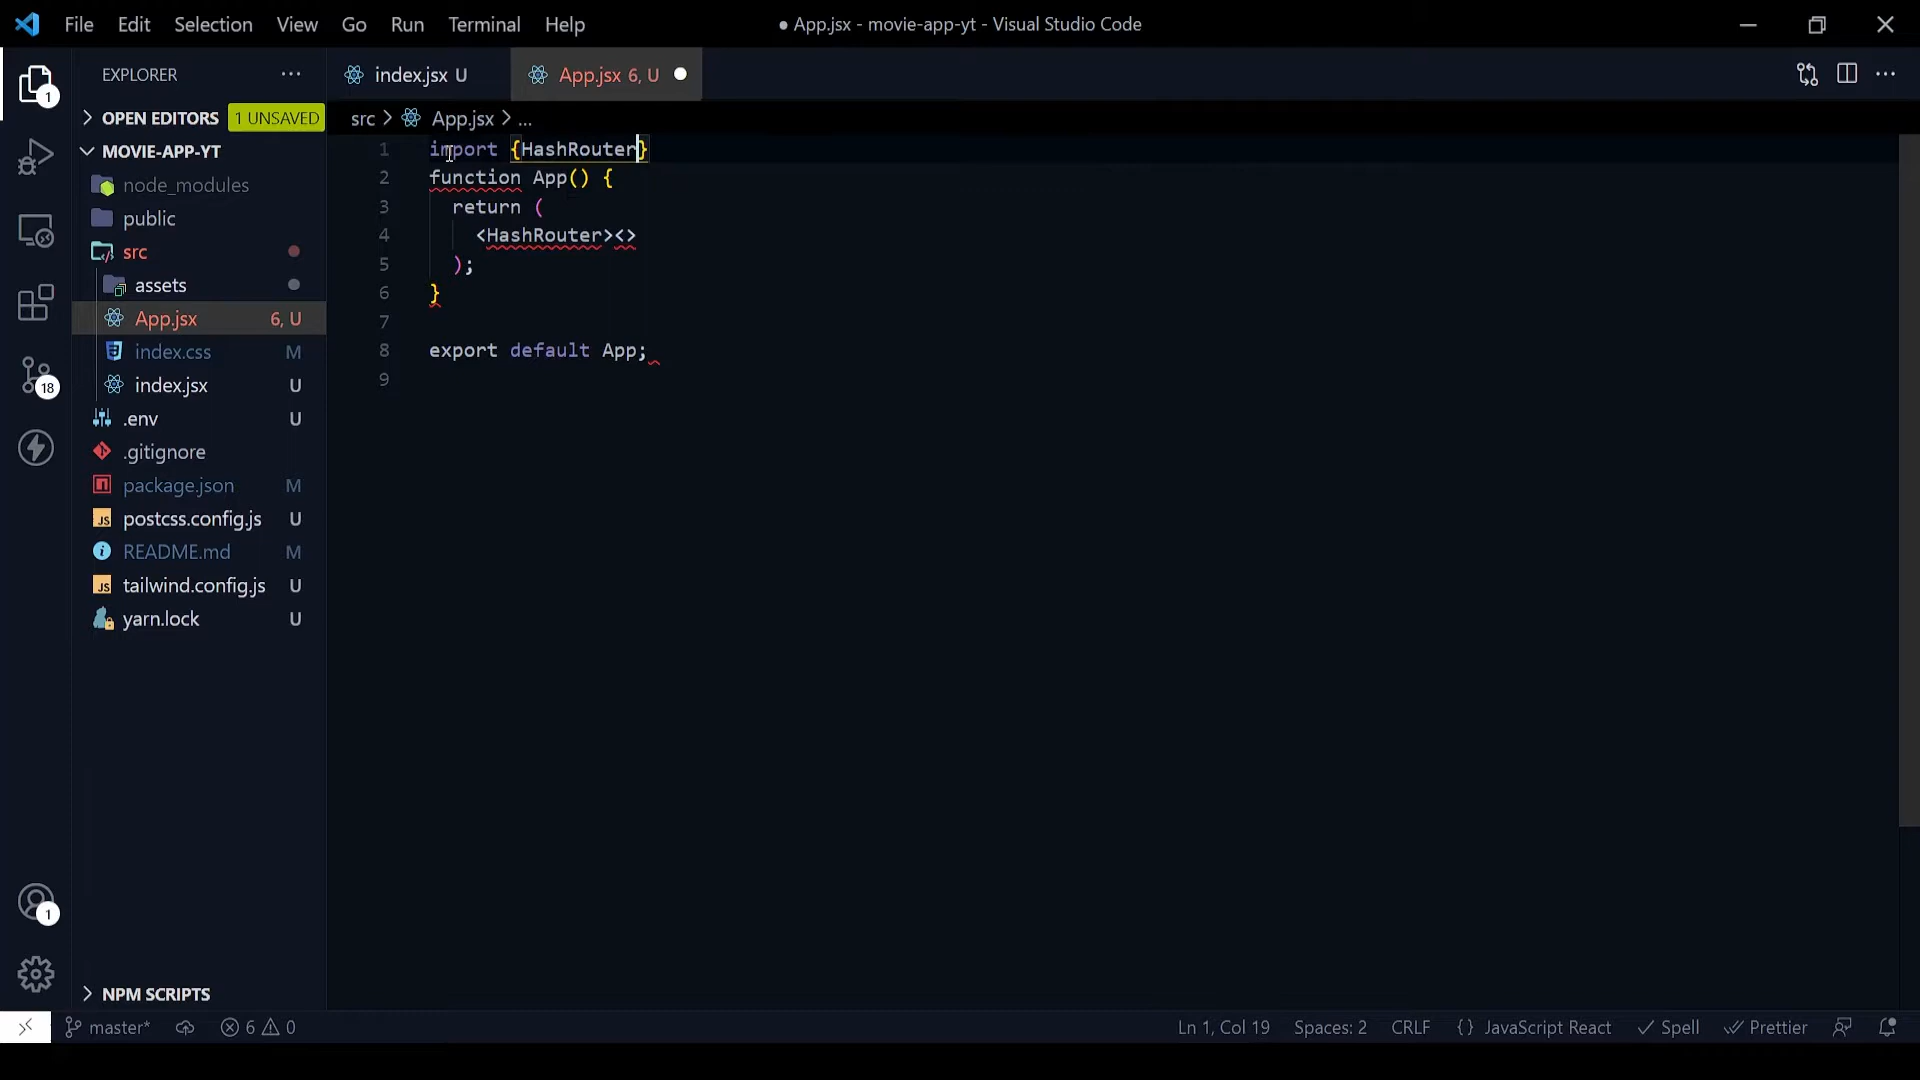 File Edit Selection View Go Run Terminal Help
● App.jsx - movie-app-yt - Visual Studio Code
EXPLORER
index.jsx U
App.jsx 6, U
OPEN EDITORS 1 UNSAVED
src > App.jsx > ...
MOVIE-APP-YT
node_modules
public
src
assets
App.jsx 6, U
index.css M
index.jsx U
.env U
.gitignore
package.json M
postcss.config.js U
README.md M
tailwind.config.js U
yarn.lock U
NPM SCRIPTS
1
18
1
1 import {HashRouter}
2 function App() {
3 return (
4 <HashRouter><>
5 );
6 }
7
8 export default App;
9
master* 6 0
Ln 1, Col 19 Spaces: 2 CRLF {} JavaScript React Spell Prettier